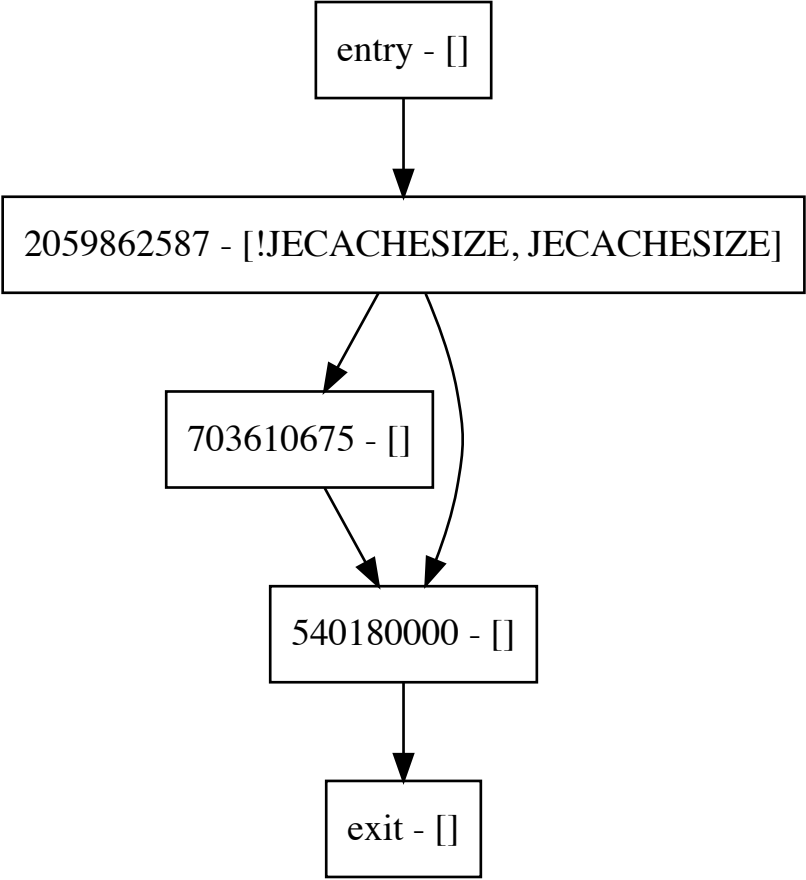 entry - []
2059862587 - [!JECACHESIZE, JECACHESIZE]
703610675 - []
540180000 - []
exit - []